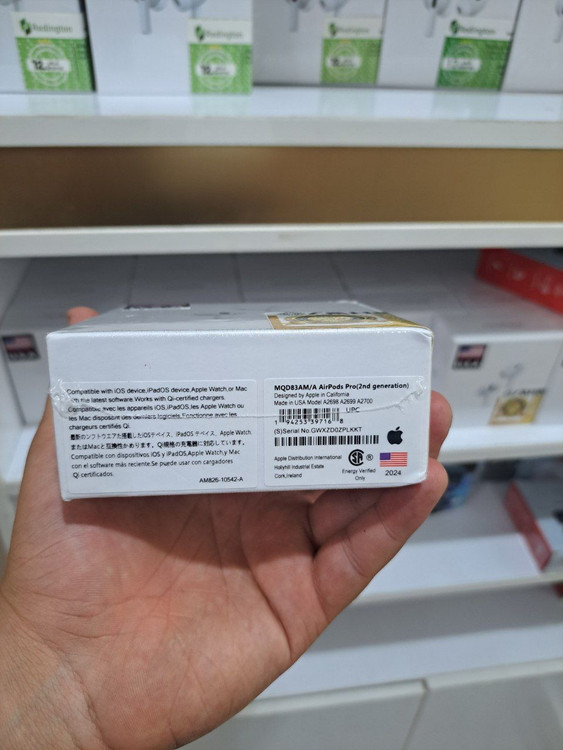 Redington
Redington
Compatible with iOS device,iPadOS device,Apple Watch,or Mac
with the latest software.Works with Qi-certified chargers.
Compatible avec les appareils iOS,iPadOS,les Apple Watch ou
les Mac disposant des derniers logiciels.Fonctionne avec les
chargeurs certifiés Qi.
最新のソフトウエアを搭載したiOSデバイス、iPadOSデバイス、Apple Watch
またはMacと互換性があります。Qi規格の充電器に対応しています。
Compatible con dispositivos iOS y iPadOS,Apple Watch,y Mac
con el software más reciente.Se puede usar con cargadores
Qi certificados.
AM826-10542-A
MQD83AM/A AirPods Pro(2nd generation)
Designed by Apple in California
Made in USA Model A2698 A2699 A2700
UPC
1 94253 39716 8
(S)Serial No.GWXZD0ZPLKKT
Apple Distribution International
Hollyhill Industrial Estate
Cork,Ireland
SA ®
Energy Verified
Only
2024